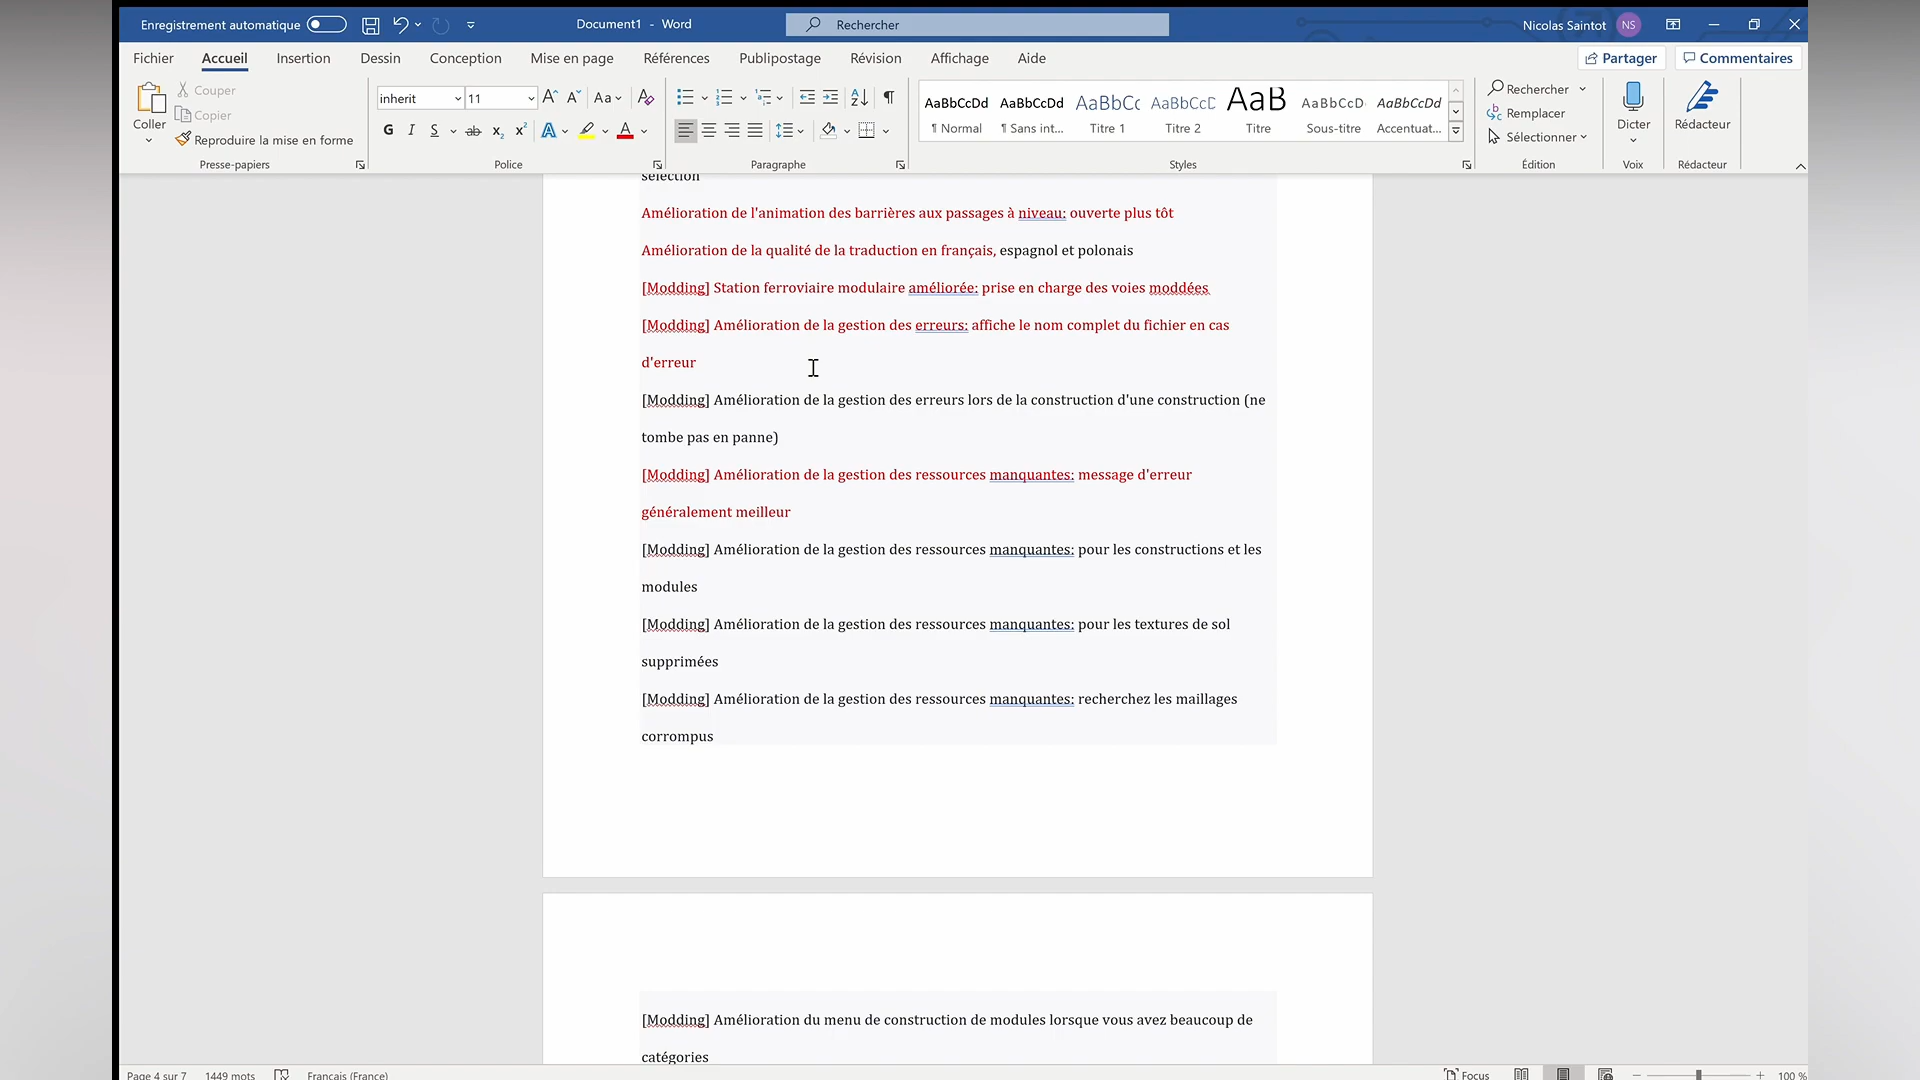 Enregistrement automatique
Document1 - Word
Rechercher
Nicolas Saintot NS
Fichier Accueil Insertion Dessin Conception Mise en page Références Publipostage Révision Affichage Aide
Partager Commentaires
Coller
Couper
Copier
Reproduire la mise en forme
Presse-papiers
inherit 11
G I S ab x₂ x² A A
Police
Paragraphe
AaBbCcDd AaBbCcDd AaBbCc AaBbCcD AaB AaBbCcD AaBbCcDd
¶ Normal ¶ Sans int... Titre 1 Titre 2 Titre Sous-titre Accentuat...
Styles
Rechercher
Remplacer
Sélectionner
Édition
Dicter
Voix
Rédacteur
Rédacteur
sélection
Amélioration de l'animation des barrières aux passages à niveau: ouverte plus tôt
Amélioration de la qualité de la traduction en français, espagnol et polonais
[Modding] Station ferroviaire modulaire améliorée: prise en charge des voies moddées
[Modding] Amélioration de la gestion des erreurs: affiche le nom complet du fichier en cas
d'erreur
[Modding] Amélioration de la gestion des erreurs lors de la construction d'une construction (ne
tombe pas en panne)
[Modding] Amélioration de la gestion des ressources manquantes: message d'erreur
généralement meilleur
[Modding] Amélioration de la gestion des ressources manquantes: pour les constructions et les
modules
[Modding] Amélioration de la gestion des ressources manquantes: pour les textures de sol
supprimées
[Modding] Amélioration de la gestion des ressources manquantes: recherchez les maillages
corrompus
[Modding] Amélioration du menu de construction de modules lorsque vous avez beaucoup de
catégories
Page 4 sur 7 1449 mots Français (France)
Focus 100 %